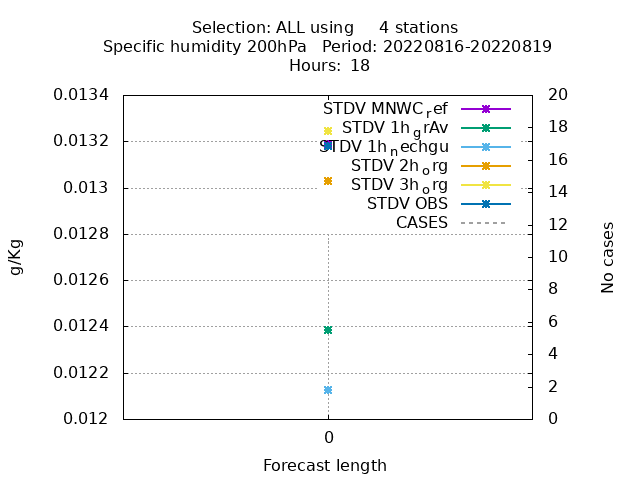 Selection: ALL using     4 stations
Specific humidity 200hPa   Period: 20220816-20220819
Hours: 18
0.0134
0.0132
0.013
0.0128
0.0126
0.0124
0.0122
0.012
g/Kg
STDV MNWC_ref
STDV 1h_grAv
STDV 1h_nechgu
STDV 2h_org
STDV 3h_org
STDV OBS
CASES
20
18
16
14
12
10
8
6
4
2
0
No cases
0
Forecast length